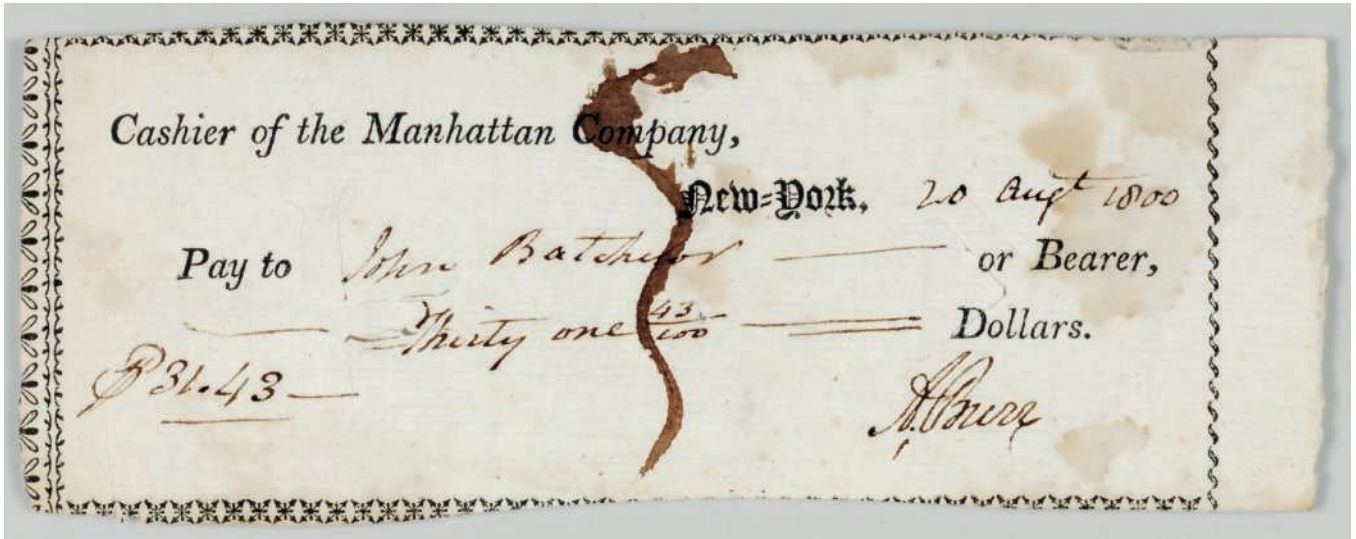 Cashier of the Manhattan Company,
New-York, 20 Augt 1800
Pay to John Batchelor or Bearer,
Thirty one 43/100 Dollars.
$31.43
A. Burr